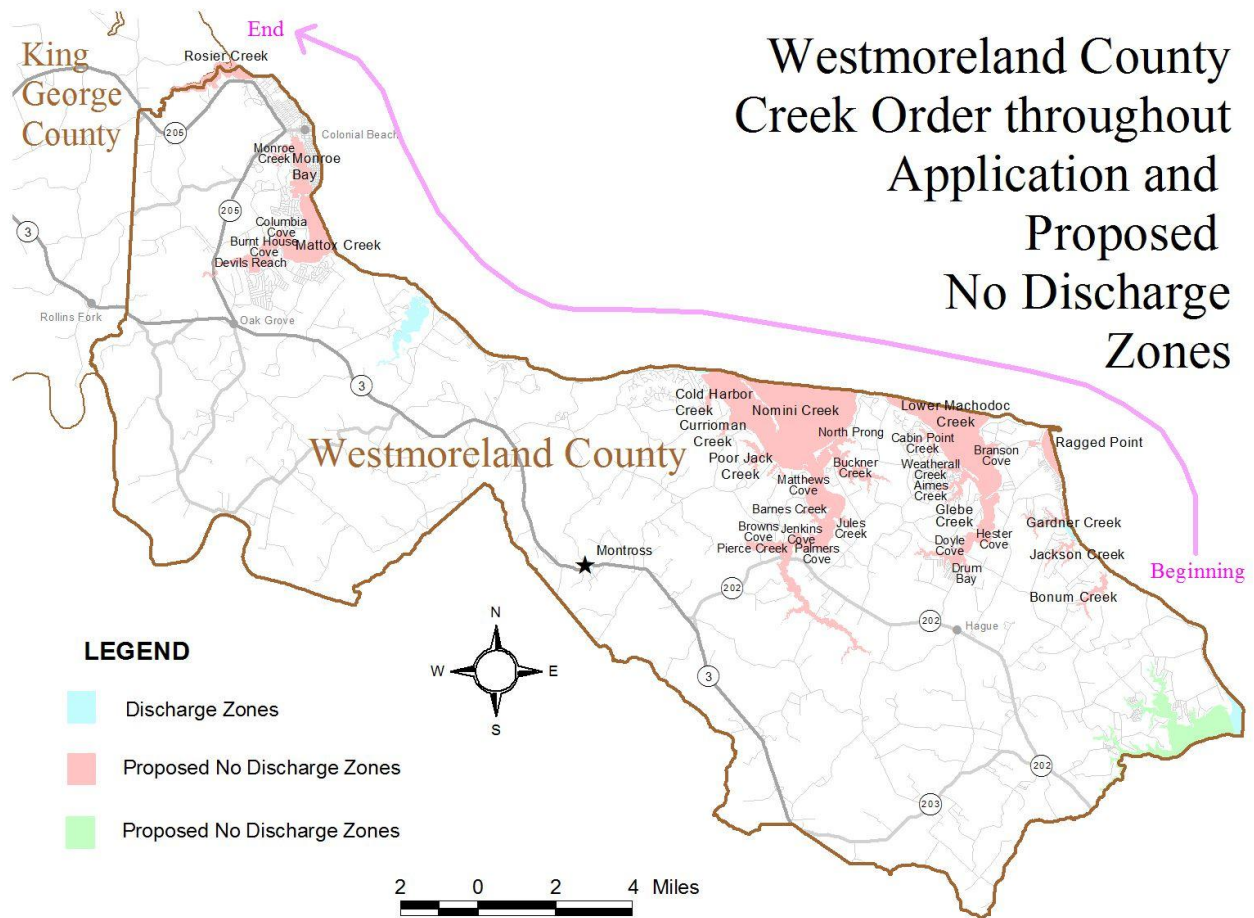 Westmoreland County
Creek Order throughout
Application and
Proposed
No Discharge
Zones
End
King
George
County
Rosier Creek
205
Colonial Beach
Monroe
Creek
Monroe
Bay
3
205
Columbia
Cove
Burnt House
Cove
Mattox Creek
Devils Reach
Rollins Fork
Oak Grove
3
Westmoreland County
Cold Harbor
Creek
Currioman
Creek
Poor Jack
Creek
Nomini Creek
North Prong
Buckner
Creek
Matthews
Cove
Barnes Creek
Browns
Cove
Jenkins
Cove
Jules
Creek
Pierce Creek
Palmers
Cove
Lower Machodoc
Creek
Cabin Point
Creek
Branson
Cove
Weatherall
Creek
Aimes
Creek
Glebe
Creek
Doyle
Cove
Hester
Cove
Drum
Bay
Ragged Point
Gardner Creek
Jackson Creek
Bonum Creek
Beginning
Montross
202
202
Hague
3
202
203
N
W
E
S
LEGEND
Discharge Zones
Proposed No Discharge Zones
Proposed No Discharge Zones
2 0 2 4 Miles